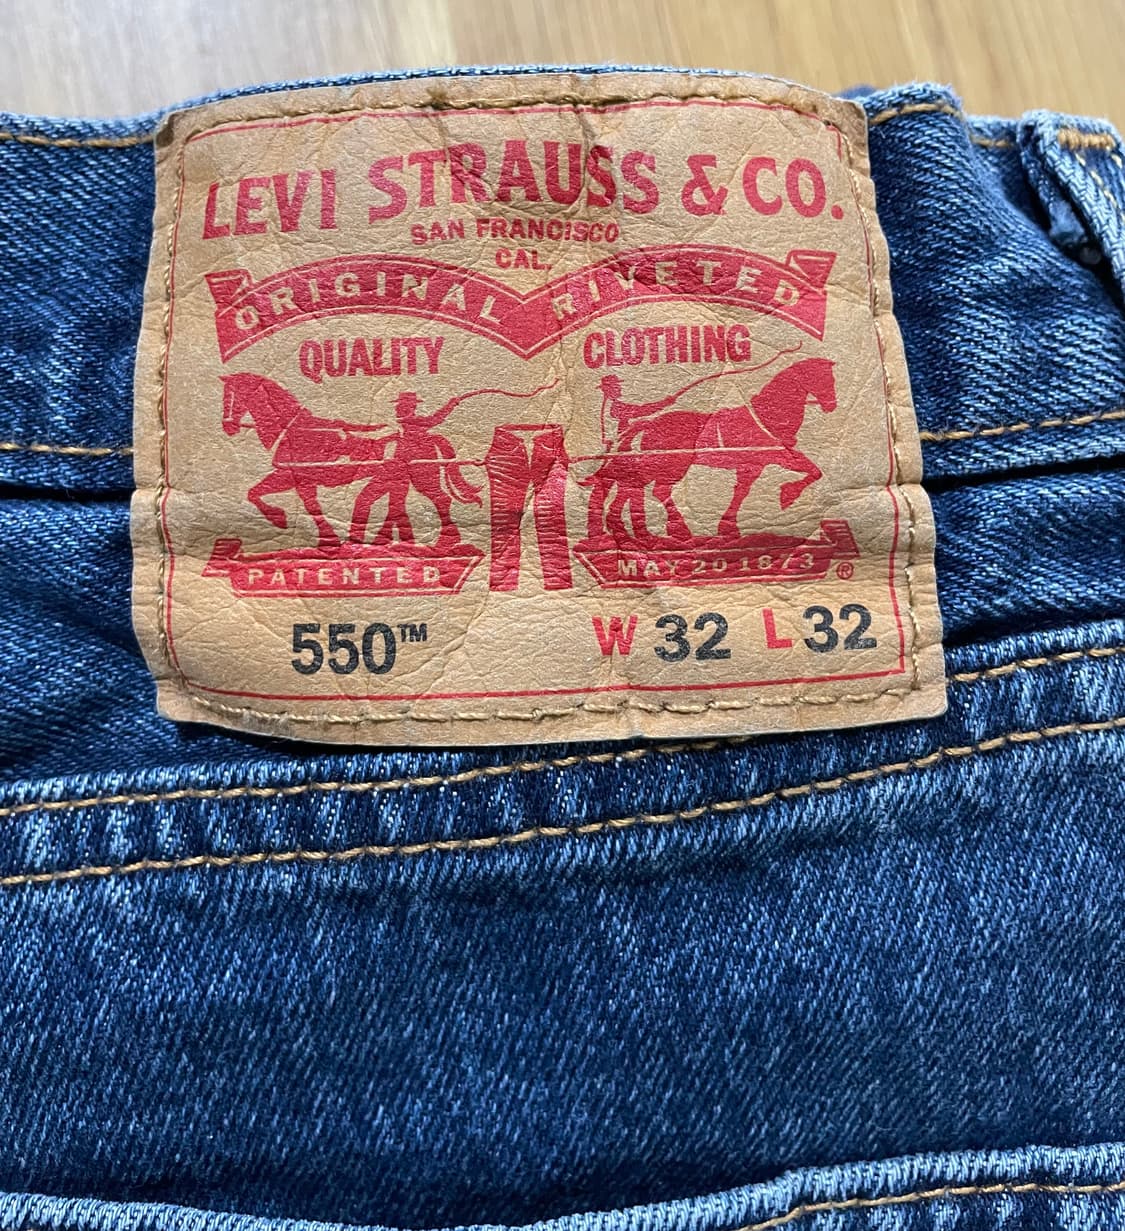 LEVI STRAUSS & CO.
SAN FRANCISCO
CAL.
ORIGINAL RIVETED
QUALITY CLOTHING
PATENTED MAY 20 1873 ®
550™ W 32 L 32